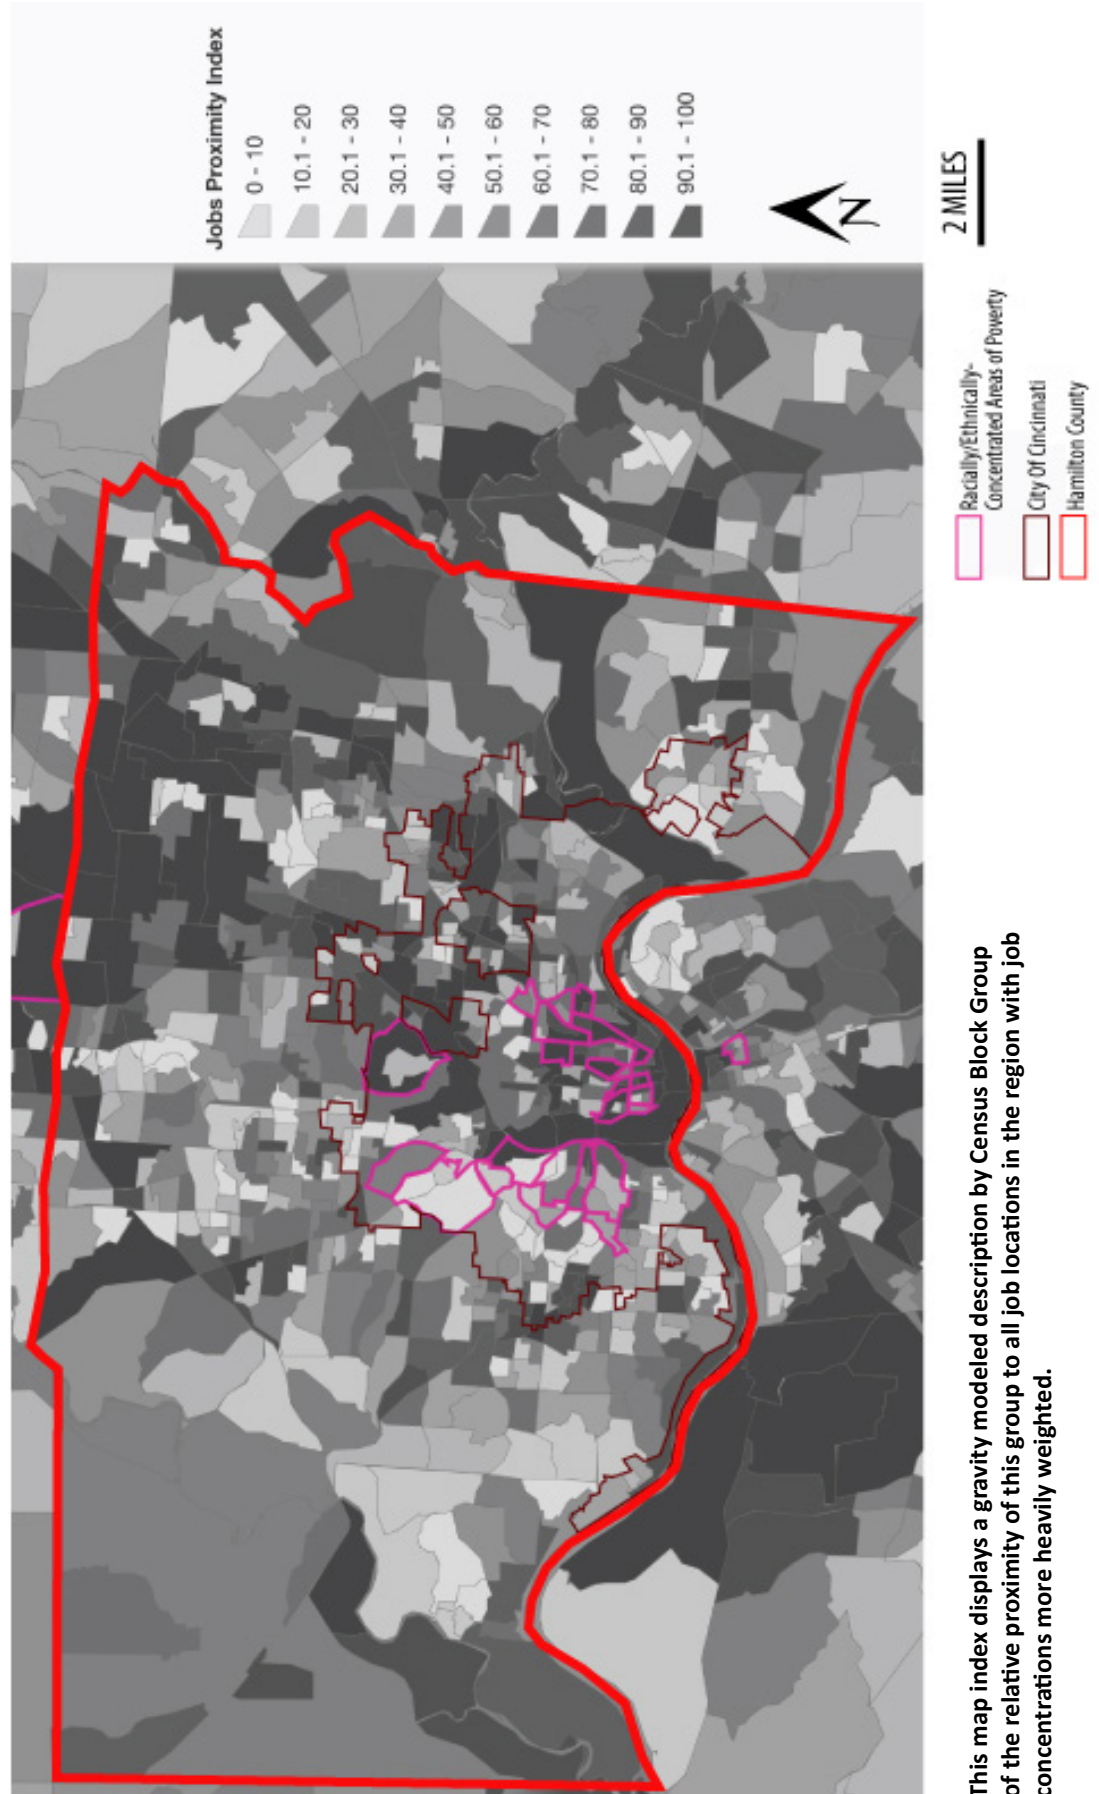 Jobs Proximity Index
0 - 10
10.1 - 20
20.1 - 30
30.1 - 40
40.1 - 50
50.1 - 60
60.1 - 70
70.1 - 80
80.1 - 90
90.1 - 100
N
2 MILES
Racially/Ethnically-
Concentrated Areas of Poverty
City Of Cincinnati
Hamilton County
This map index displays a gravity modeled description by Census Block Group
of the relative proximity of this group to all job locations in the region with job
concentrations more heavily weighted.